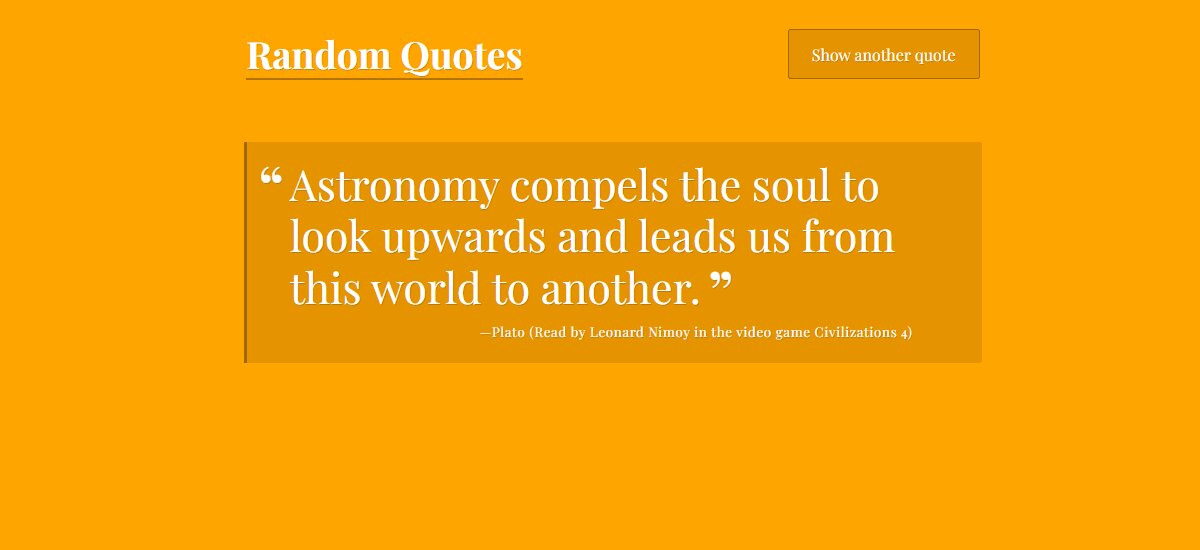 Random Quotes
Show another quote
“ Astronomy compels the soul to
look upwards and leads us from
this world to another. ”
—Plato (Read by Leonard Nimoy in the video game Civilizations 4)